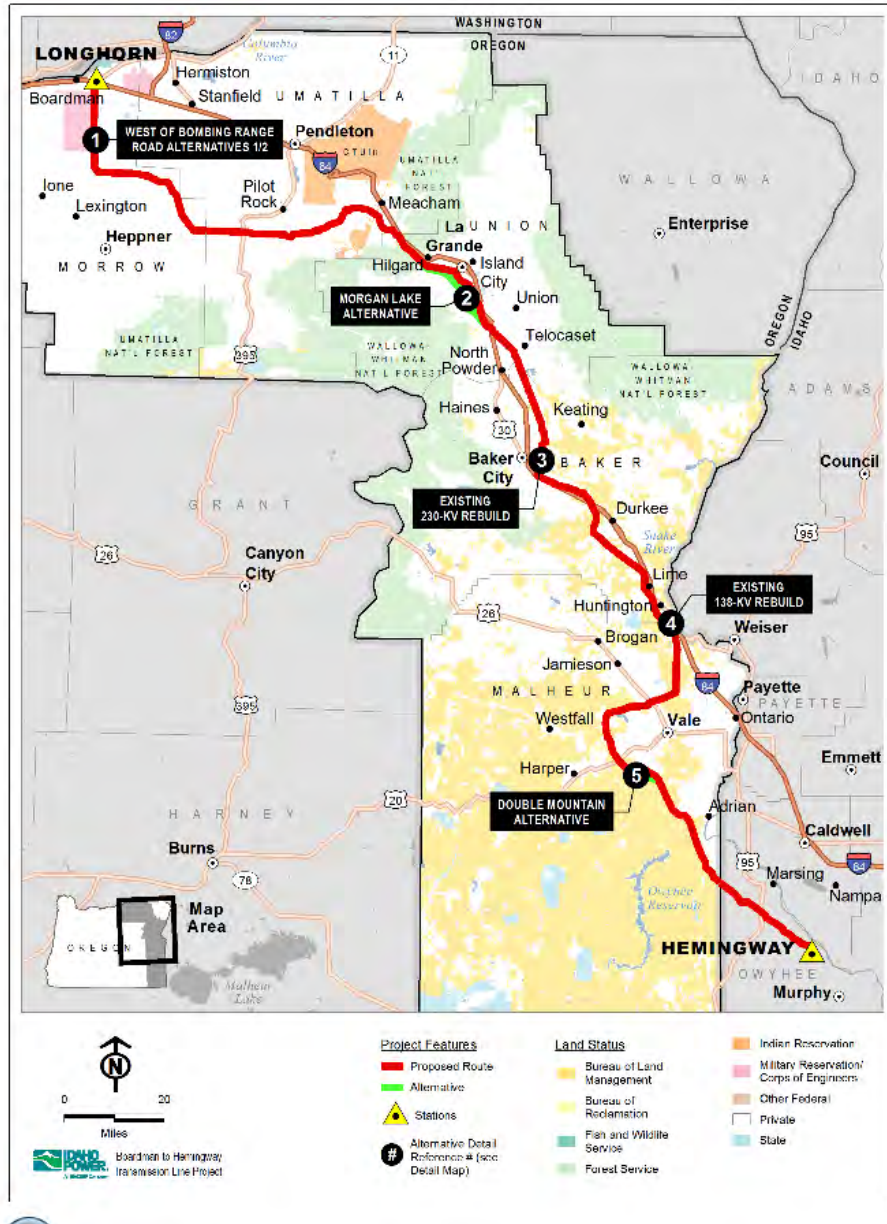 WASHINGTON
OREGON
LONGHORN
82
Columbia
River
11
IDAHO
Hermiston
Boardman
Stanfield
UMATILLA
1
WEST OF BOMBING RANGE
ROAD ALTERNATIVES 1/2
Pendleton
84
CTUIR
UMATILLA
NAT'L
FOREST
WALLOWA
Ione
Lexington
Pilot
Rock
Meacham
Heppner
La
Grande
UNION
Enterprise
MORROW
Hilgard
Island
City
2
MORGAN LAKE
ALTERNATIVE
Union
OREGON
IDAHO
UMATILLA
NAT'L FOREST
395
WALLOWA-
WHITMAN
NAT'L FOREST
Telocaset
North
Powder
WALLOWA-
WHITMAN
NAT'L FOREST
ADAMS
Haines
30
Keating
Baker
City
3
BAKER
Council
EXISTING
230-KV REBUILD
GRANT
Durkee
Snake
River
95
26
Canyon
City
Lime
EXISTING
138-KV REBUILD
Huntington
26
4
Weiser
Brogan
Jamieson
84
Payette
MALHEUR
PAYETTE
395
Westfall
Vale
Ontario
Harper
5
Emmett
DOUBLE MOUNTAIN
ALTERNATIVE
20
Adrian
HARNEY
Burns
Caldwell
84
78
95
Marsing
Nampa
Map
Area
Owyhee
Reservoir
OREGON
HEMINGWAY
OWYHEE
Malheur
Lake
Murphy
N
0 20
Miles
IDAHO
POWER
Boardman to Hemingway
Transmission Line Project
Project Features
Proposed Route
Alternative
Stations
# Alternative Detail
Reference # (see
Detail Map)
Land Status
Bureau of Land
Management
Bureau of
Reclamation
Fish and Wildlife
Service
Forest Service
Indian Reservation
Military Reservation/
Corps of Engineers
Other Federal
Private
State